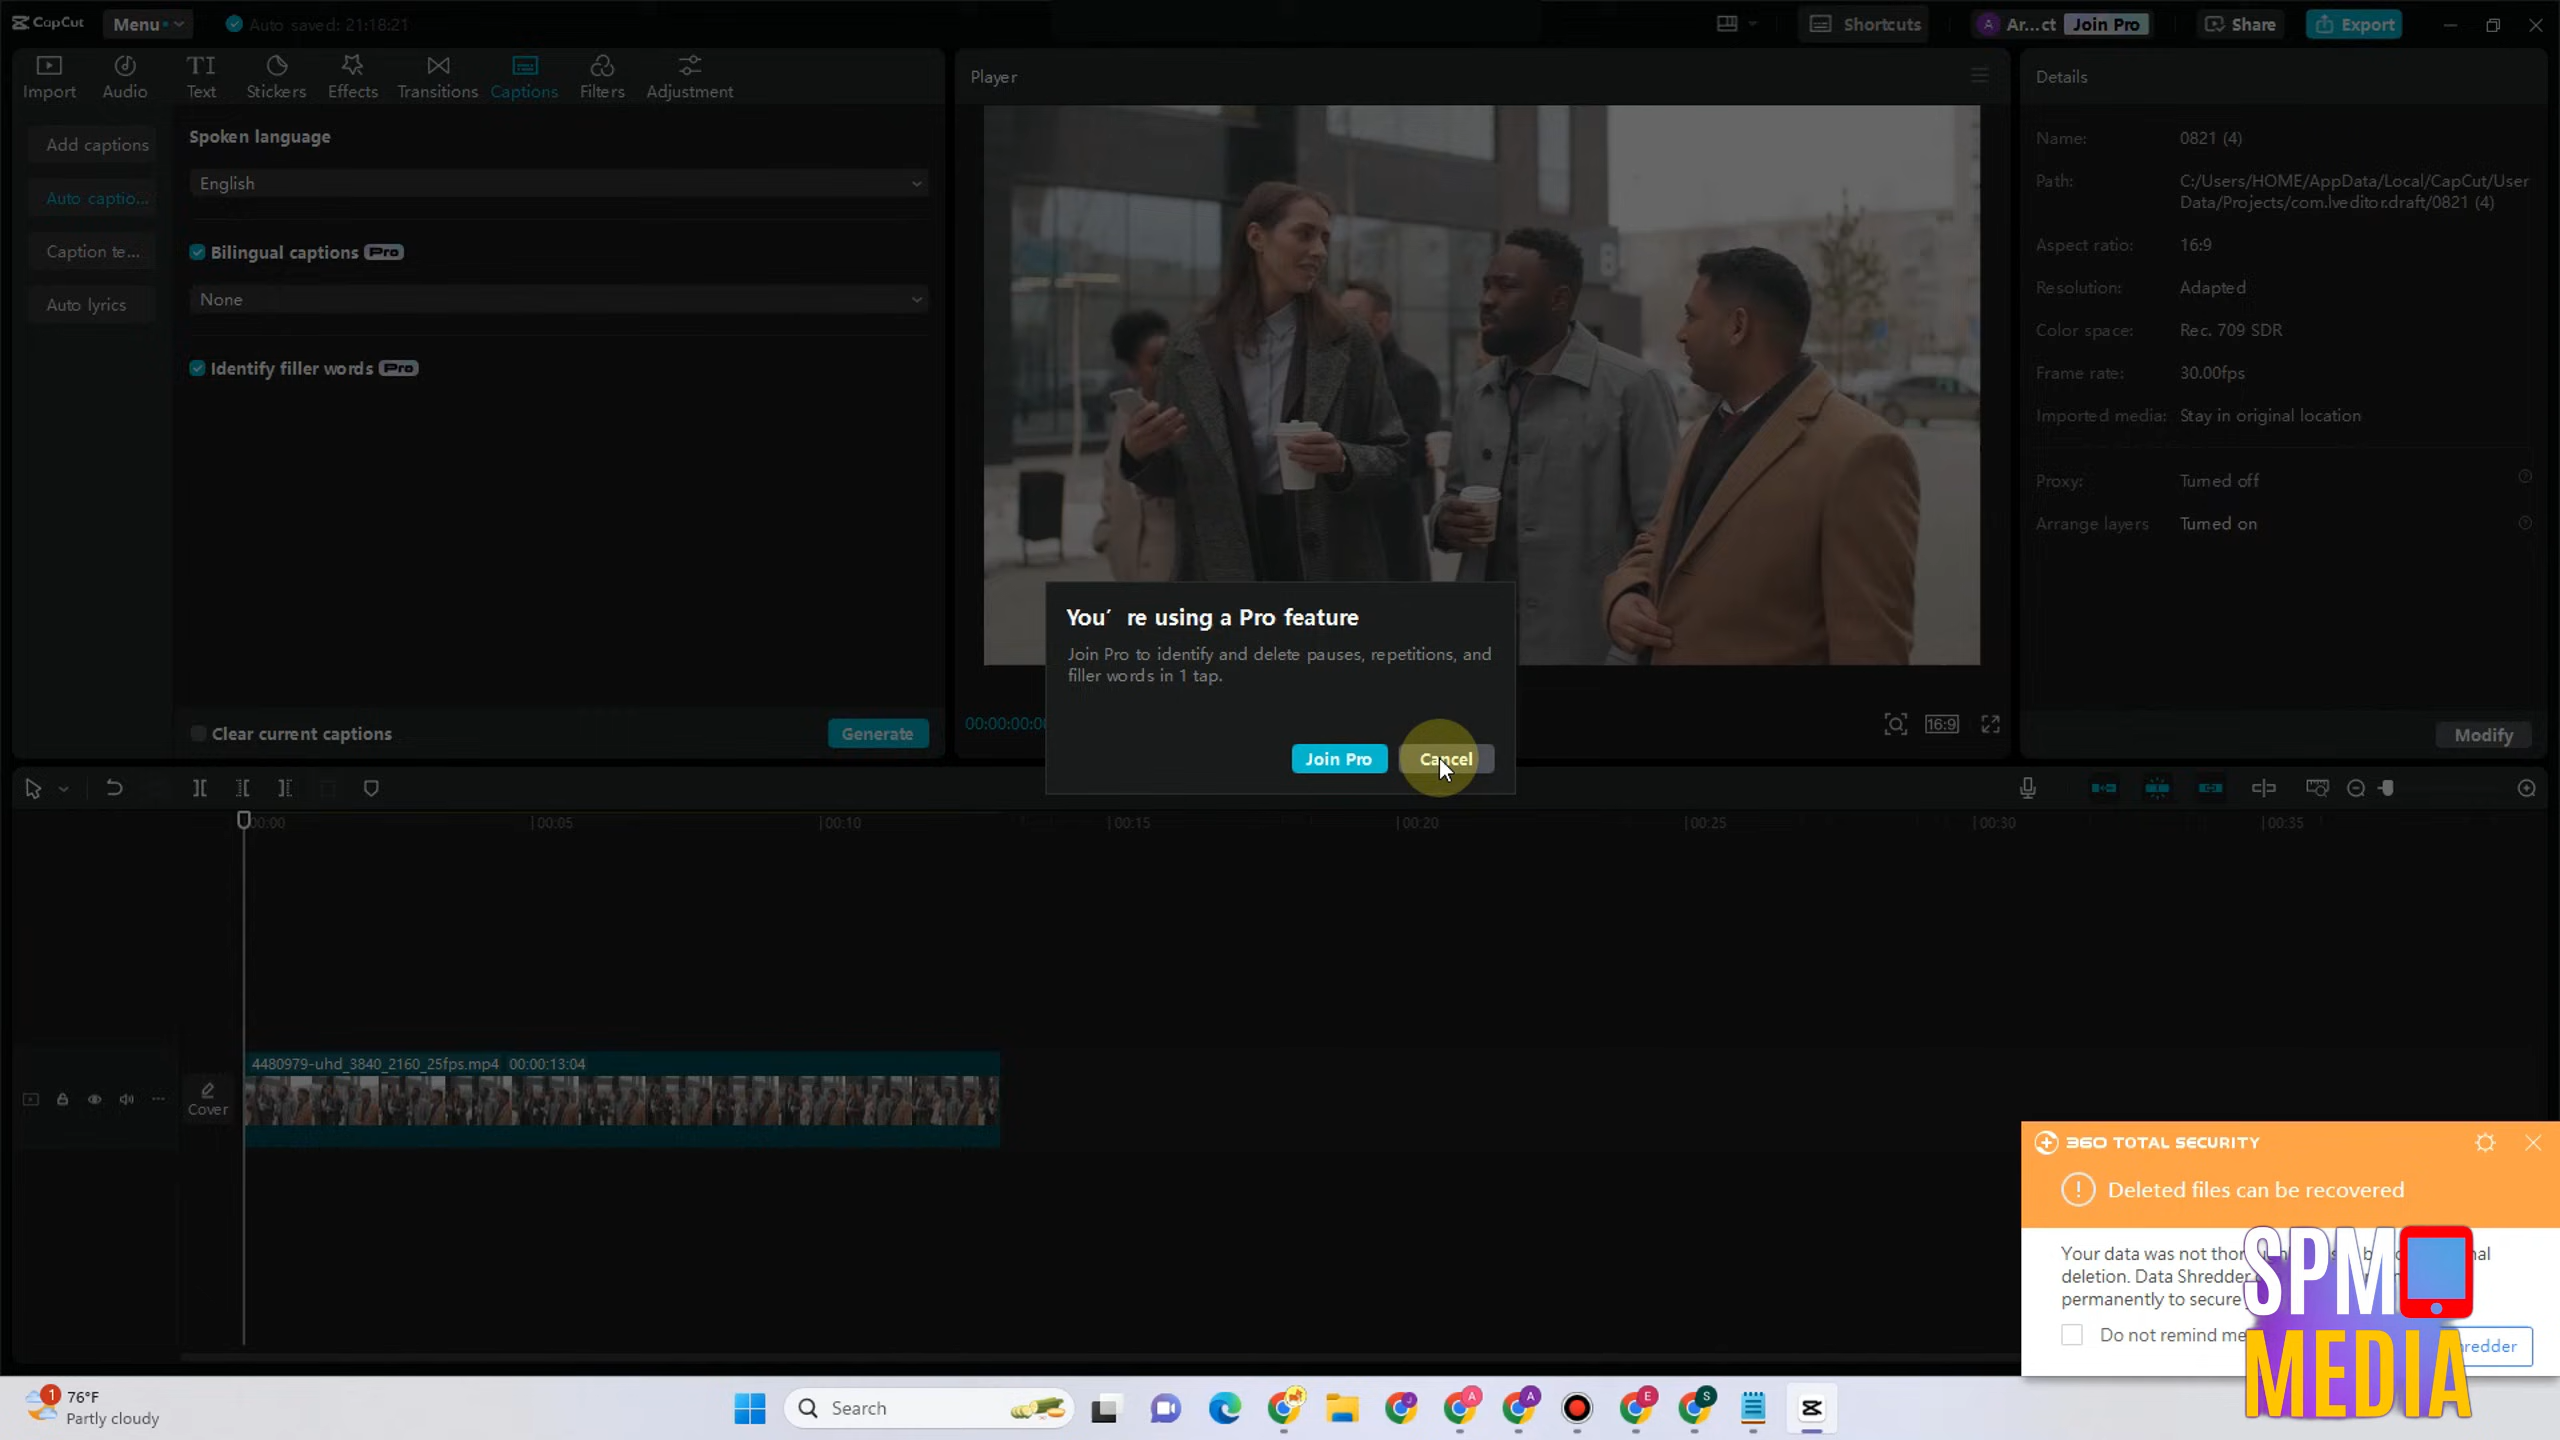 CapCut
Menu
Auto saved: 21:18:21
Shortcuts
Ar...ct
Join Pro
Share
Export
Import
Audio
Text
Stickers
Effects
Transitions
Captions
Filters
Adjustment
Player
Details
Add captions
Auto captio...
Caption te...
Auto lyrics
Spoken language
English
Bilingual captions Pro
None
Identify filler words Pro
Clear current captions
Generate
Name: 0821 (4)
Path: C:/Users/HOME/AppData/Local/CapCut/User
Data/Projects/com.lveditor.draft/0821 (4)
Aspect ratio: 16:9
Resolution: Adapted
Color space: Rec. 709 SDR
Frame rate: 30.00fps
Imported media: Stay in original location
Proxy: Turned off
Arrange layers Turned on
Modify
8
You're using a Pro feature
Join Pro to identify and delete pauses, repetitions, and
filler words in 1 tap.
Join Pro
Cancel
00:00:00:0
16:9
00:00
00:05
00:10
00:15
00:20
00:25
00:30
00:35
4480979-uhd_3840_2160_25fps.mp4 00:00:13:04
Cover
360 TOTAL SECURITY
Deleted files can be recovered
Your data was not
deletion. Data Shredder
permanently to secure
Do not remind me
SPM
MEDIA
1
76°F
Partly cloudy
Search
J
A
A
E
S